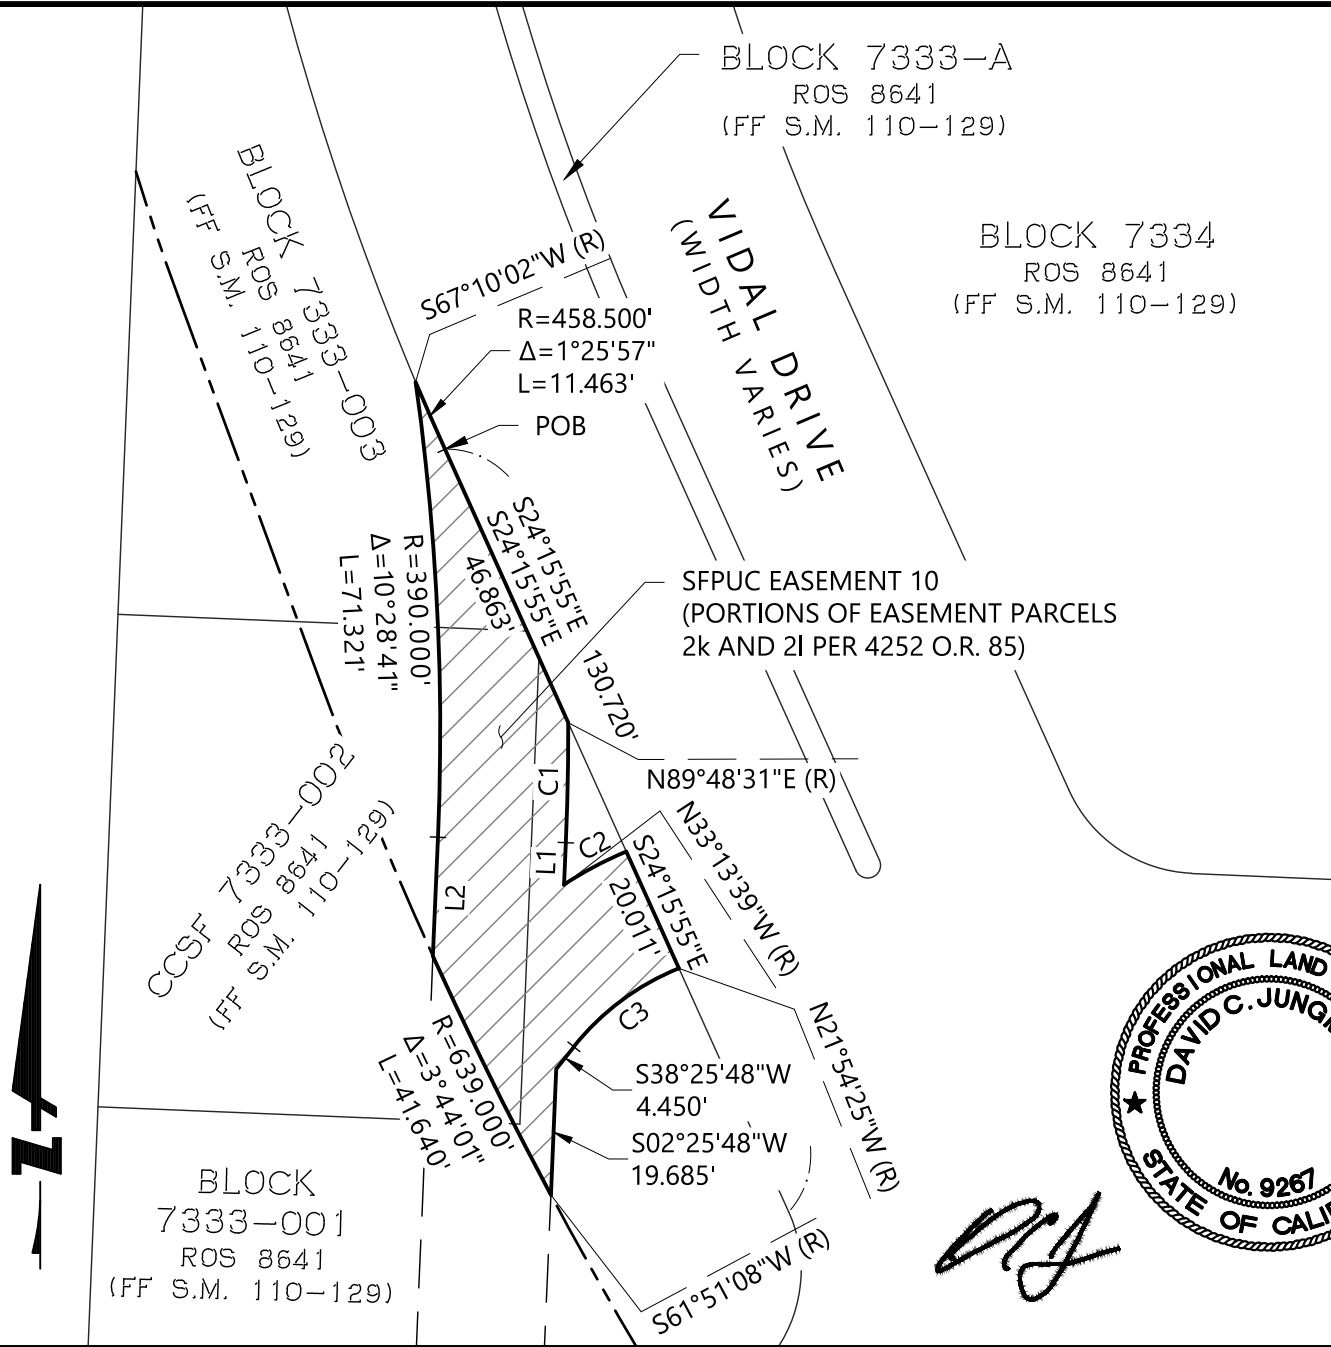 BLOCK 7333-A
ROS 8641
(FF S.M. 110-129)
BLOCK 7333-003
ROS 8641
(FF S.M. 110-129)
VIDAL DRIVE
(WIDTH VARIES)
BLOCK 7334
ROS 8641
(FF S.M. 110-129)
S67°10'02"W (R)
R=458.500'
Δ=1°25'57"
L=11.463'
POB
S24°15'55"E
130.720'
S24°15'55"E
46.863'
R=390.000'
Δ=10°28'41"
L=71.321'
SFPUC EASEMENT 10
(PORTIONS OF EASEMENT PARCELS
2k AND 2l PER 4252 O.R. 85)
N89°48'31"E (R)
C1
L1
C2
L2
CCSF 7333-002
ROS 8641
(FF S.M. 110-129)
N33°13'39"W (R)
S24°15'55"E
20.011'
C3
N21°54'25"W (R)
R=639.000'
Δ=3°44'01"
L=41.640'
S38°25'48"W
4.450'
S02°25'48"W
19.685'
S61°51'08"W (R)
BLOCK
7333-001
ROS 8641
(FF S.M. 110-129)
PROFESSIONAL LAND
DAVID C. JUNG
No. 9267
STATE OF CALI